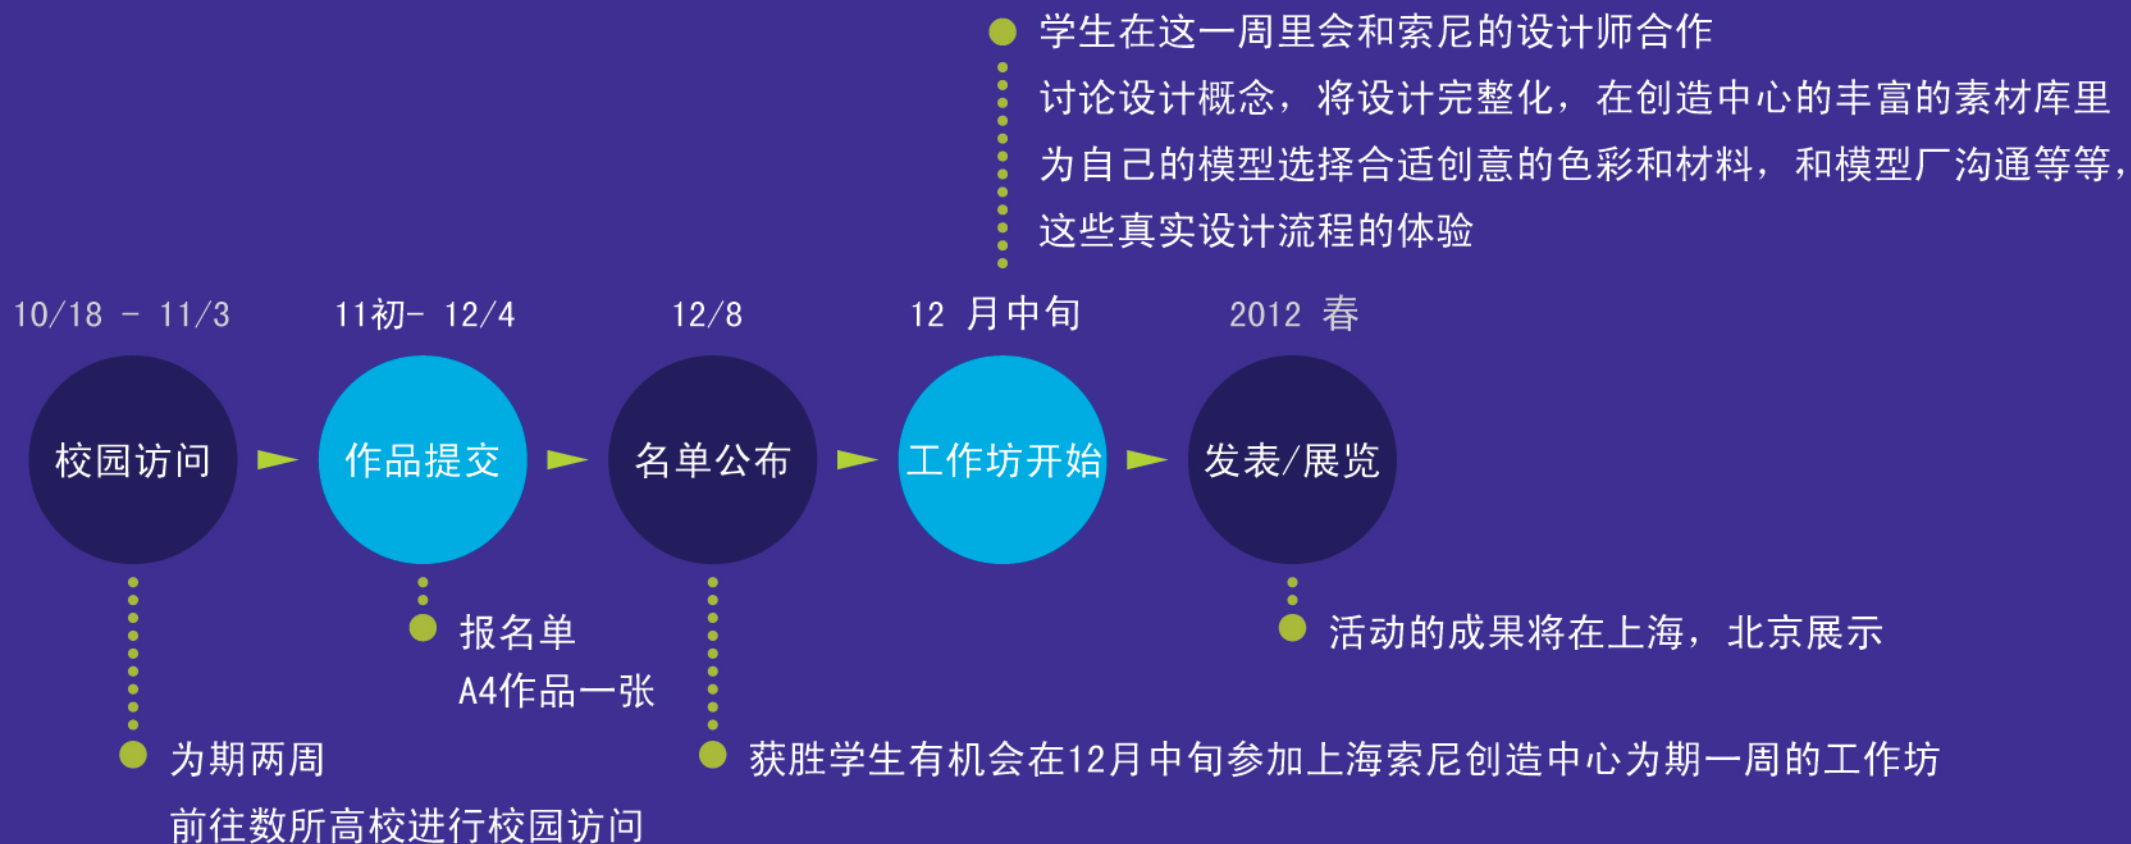 学生在这一周里会和索尼的设计师合作
讨论设计概念，将设计完整化，在创造中心的丰富的素材库里
为自己的模型选择合适创意的色彩和材料，和模型厂沟通等等，
这些真实设计流程的体验
10/18 - 11/3
11初- 12/4
12/8
12 月中旬
2012 春
校园访问
作品提交
名单公布
工作坊开始
发表/展览
报名单
A4作品一张
活动的成果将在上海，北京展示
为期两周
前往数所高校进行校园访问
获胜学生有机会在12月中旬参加上海索尼创造中心为期一周的工作坊